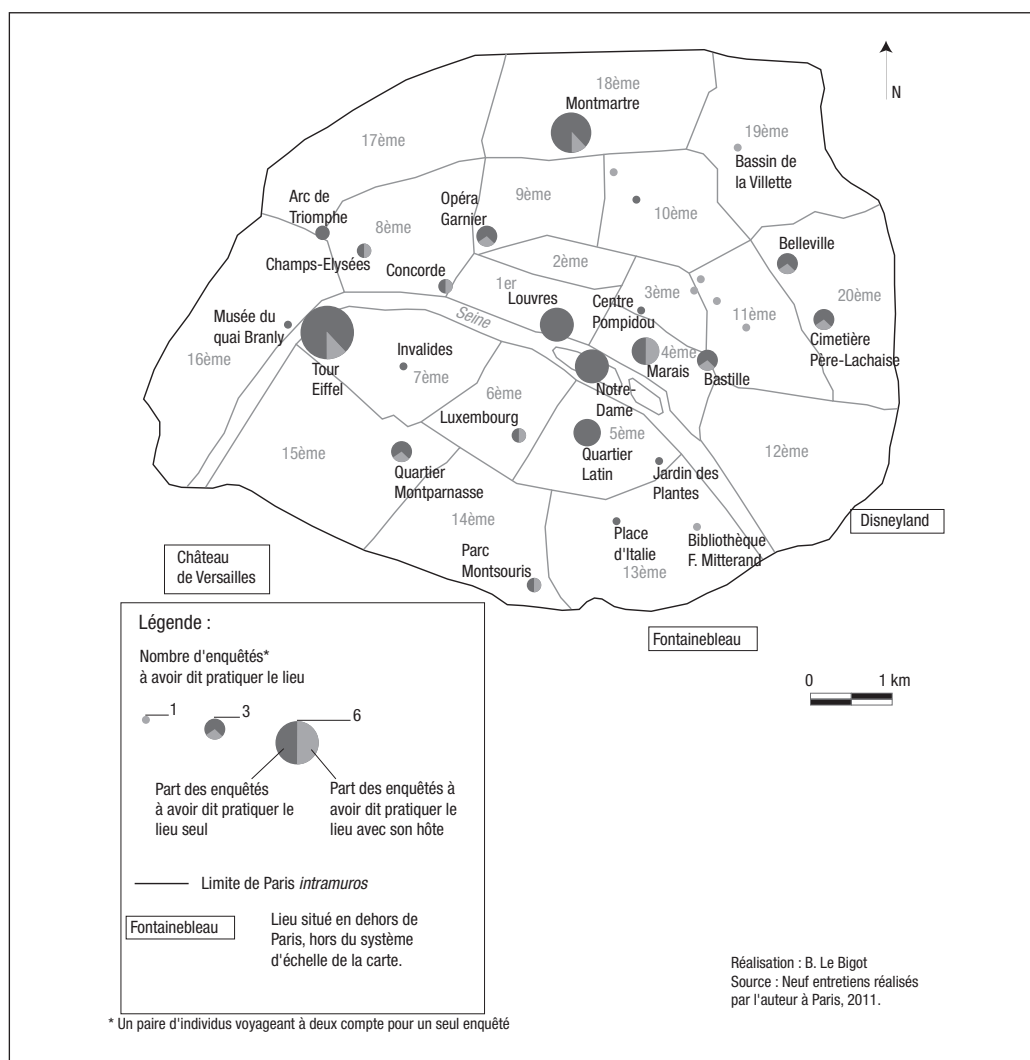 N
18ème
Montmartre
19ème
17ème
Bassin de
la Villette
Arc de
Triomphe
Opéra
Garnier
9ème
10ème
8ème
Belleville
Champs-Elysées
2ème
Concorde
1er
3ème
20ème
Louvres
Centre
Pompidou
11ème
Seine
Musée du
quai Branly
Cimetière
Père-Lachaise
16ème
Invalides
4ème
Marais
Bastille
Tour
Eiffel
7ème
Notre-
Dame
6ème
Luxembourg
5ème
15ème
12ème
Quartier
Montparnasse
Quartier
Latin
Jardin des
Plantes
14ème
Disneyland
Place
d'Italie
Bibliothèque
F. Mitterand
13ème
Parc
Montsouris
Château
de Versailles
Fontainebleau
Légende :
Nombre d'enquêtés*
à avoir dit pratiquer le lieu
0 1 km
1 3 6
Part des enquêtés
à avoir dit pratiquer le
lieu seul
Part des enquêtés à
avoir dit pratiquer le
lieu avec son hôte
Limite de Paris intramuros
Fontainebleau
Lieu situé en dehors de
Paris, hors du système
d'échelle de la carte.
Réalisation : B. Le Bigot
Source : Neuf entretiens réalisés
par l'auteur à Paris, 2011.
* Un paire d'individus voyageant à deux compte pour un seul enquêté